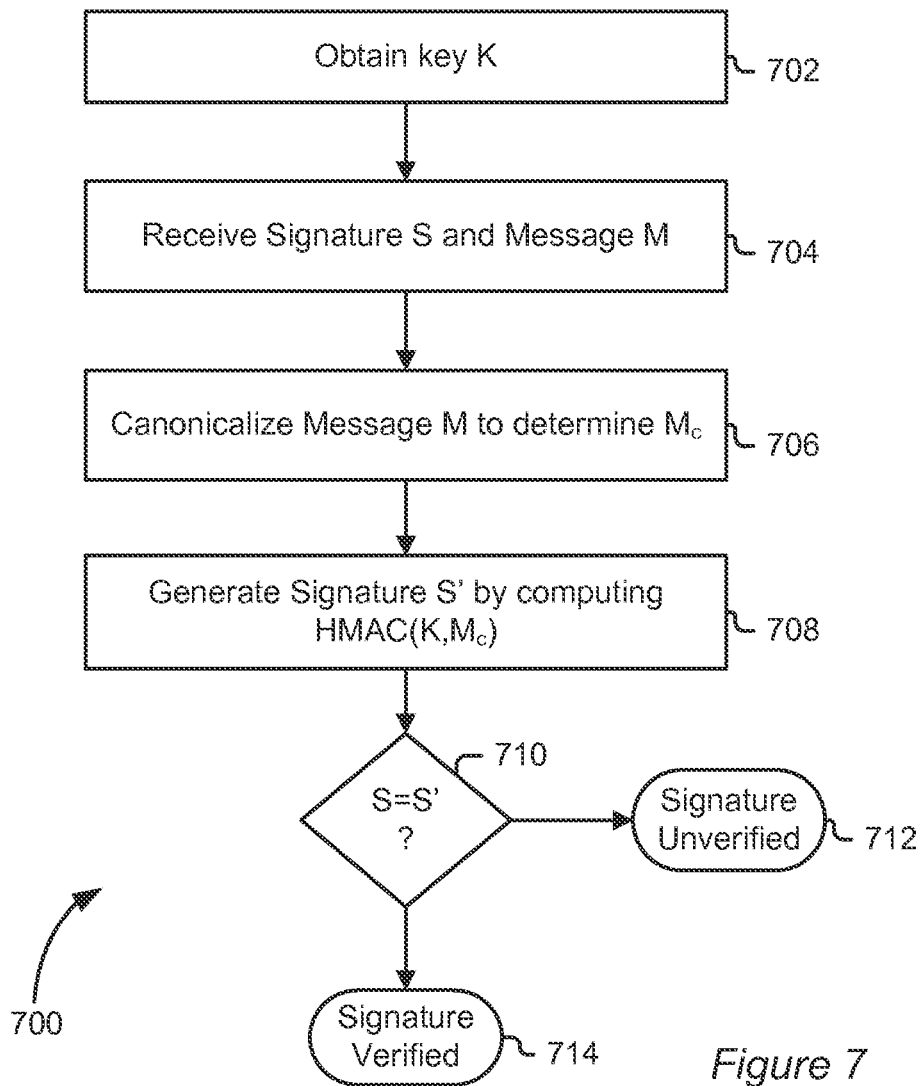 Obtain key K
702
Receive Signature S and Message M
704
Canonicalize Message M to determine Mc
706
Generate Signature S' by computing
HMAC(K,Mc)
708
710
S=S'
?
Signature
Unverified
712
700
Signature
Verified
714
Figure 7